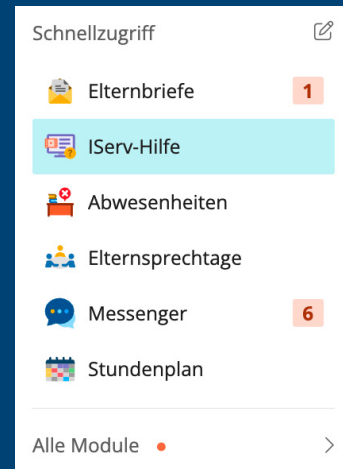 Schnellzugriff
Elternbriefe 1
IServ-Hilfe
Abwesenheiten
Elternsprechtage
Messenger 6
Stundenplan
Alle Module